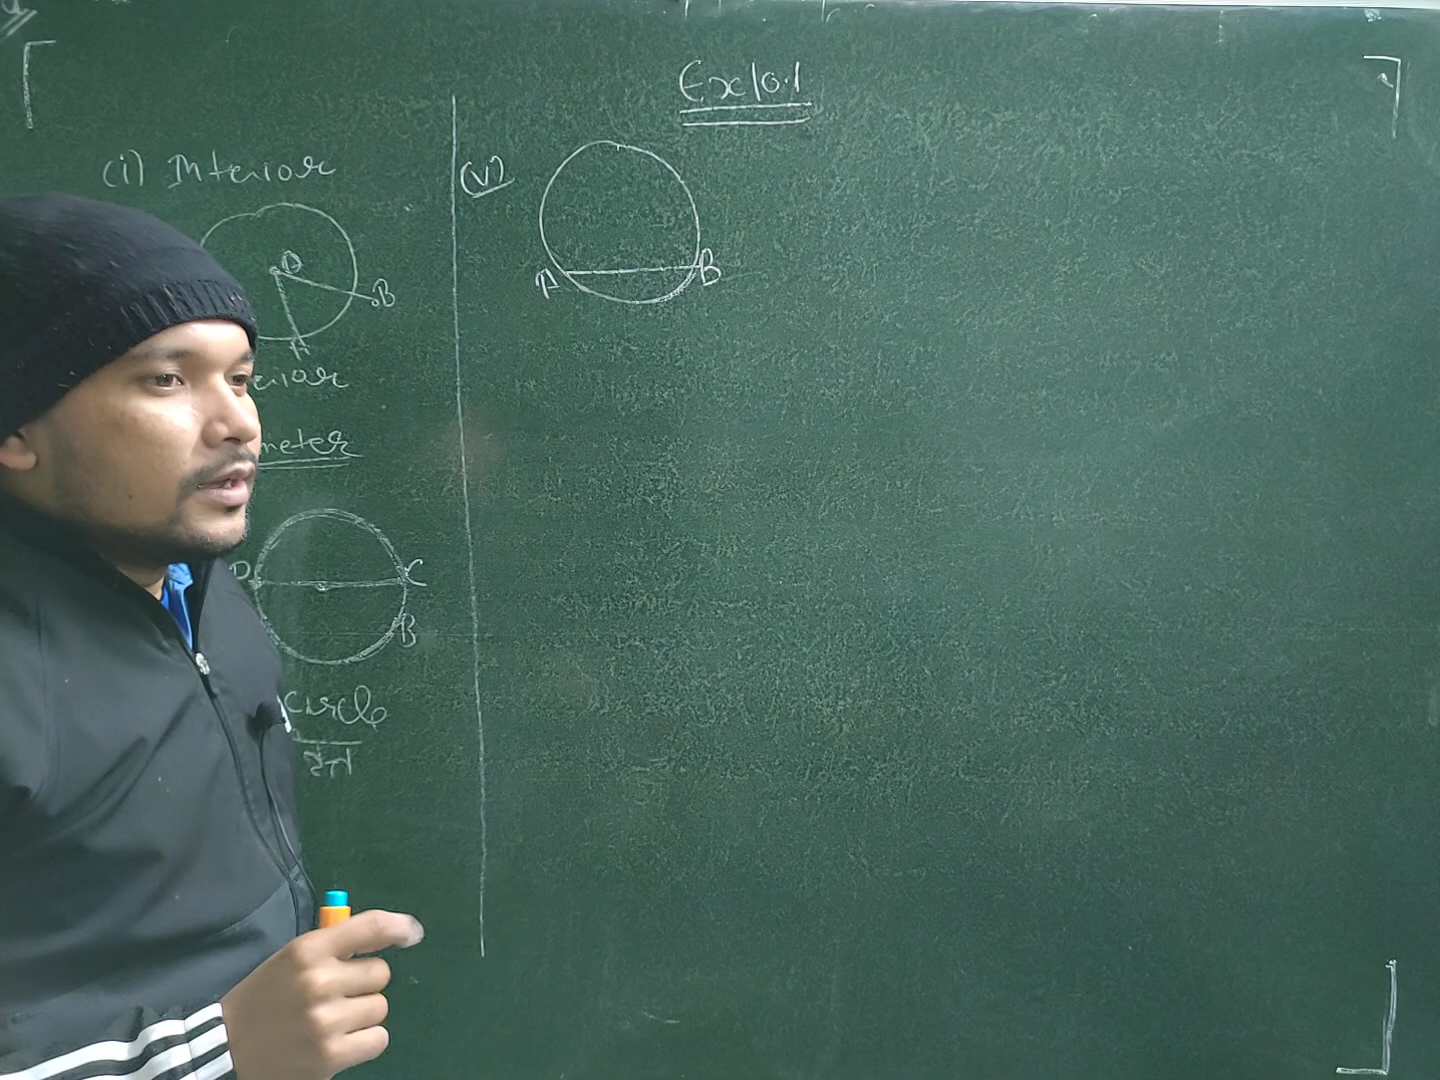 Ex 10.1
(i) Interior
O
B
A
erior
meter
D
C
B
circle
(v)
A
B